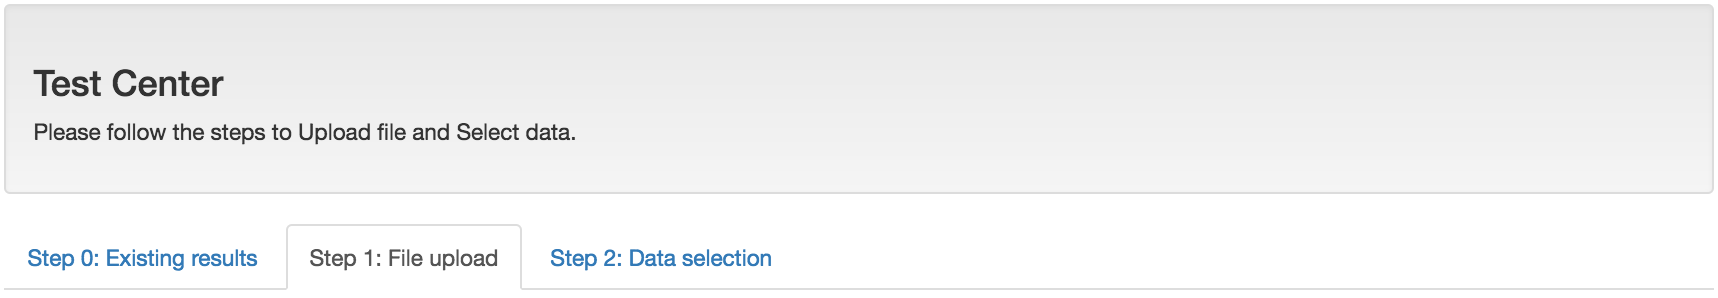 Test Center
Please follow the steps to Upload file and Select data.
Step 0: Existing results Step 1: File upload Step 2: Data selection